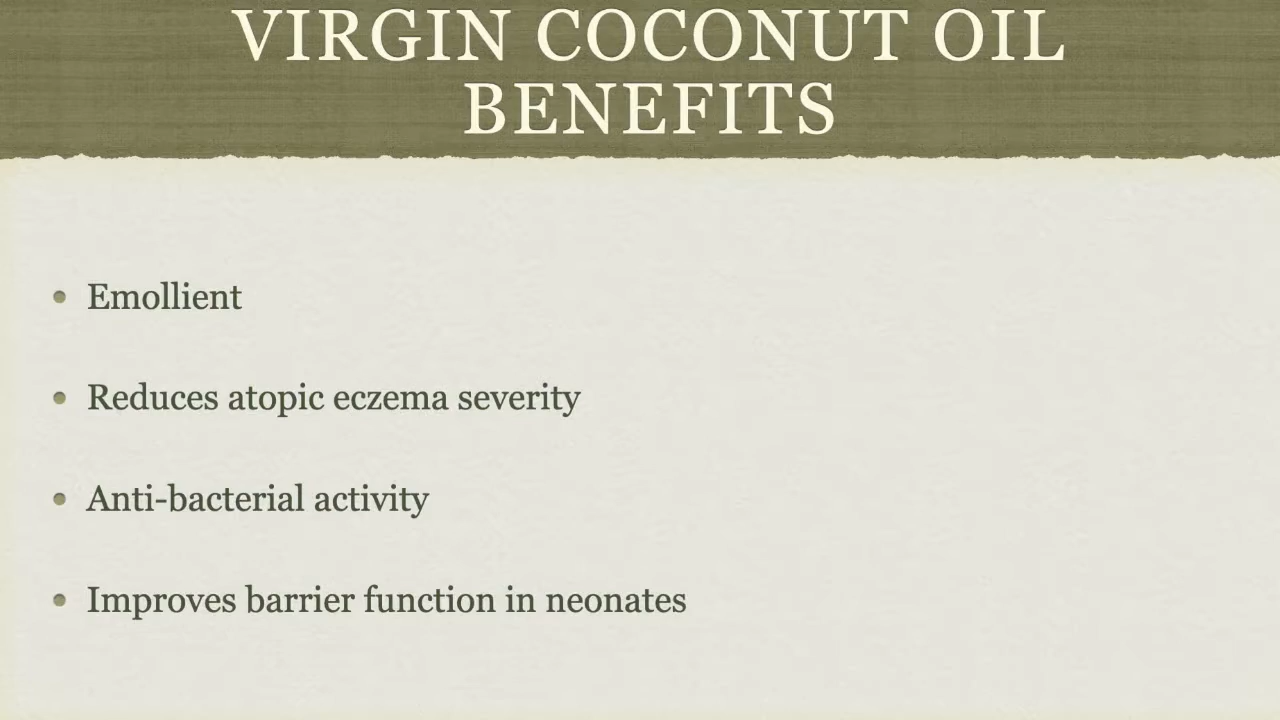 VIRGIN COCONUT OIL
BENEFITS
• Emollient
• Reduces atopic eczema severity
• Anti-bacterial activity
• Improves barrier function in neonates